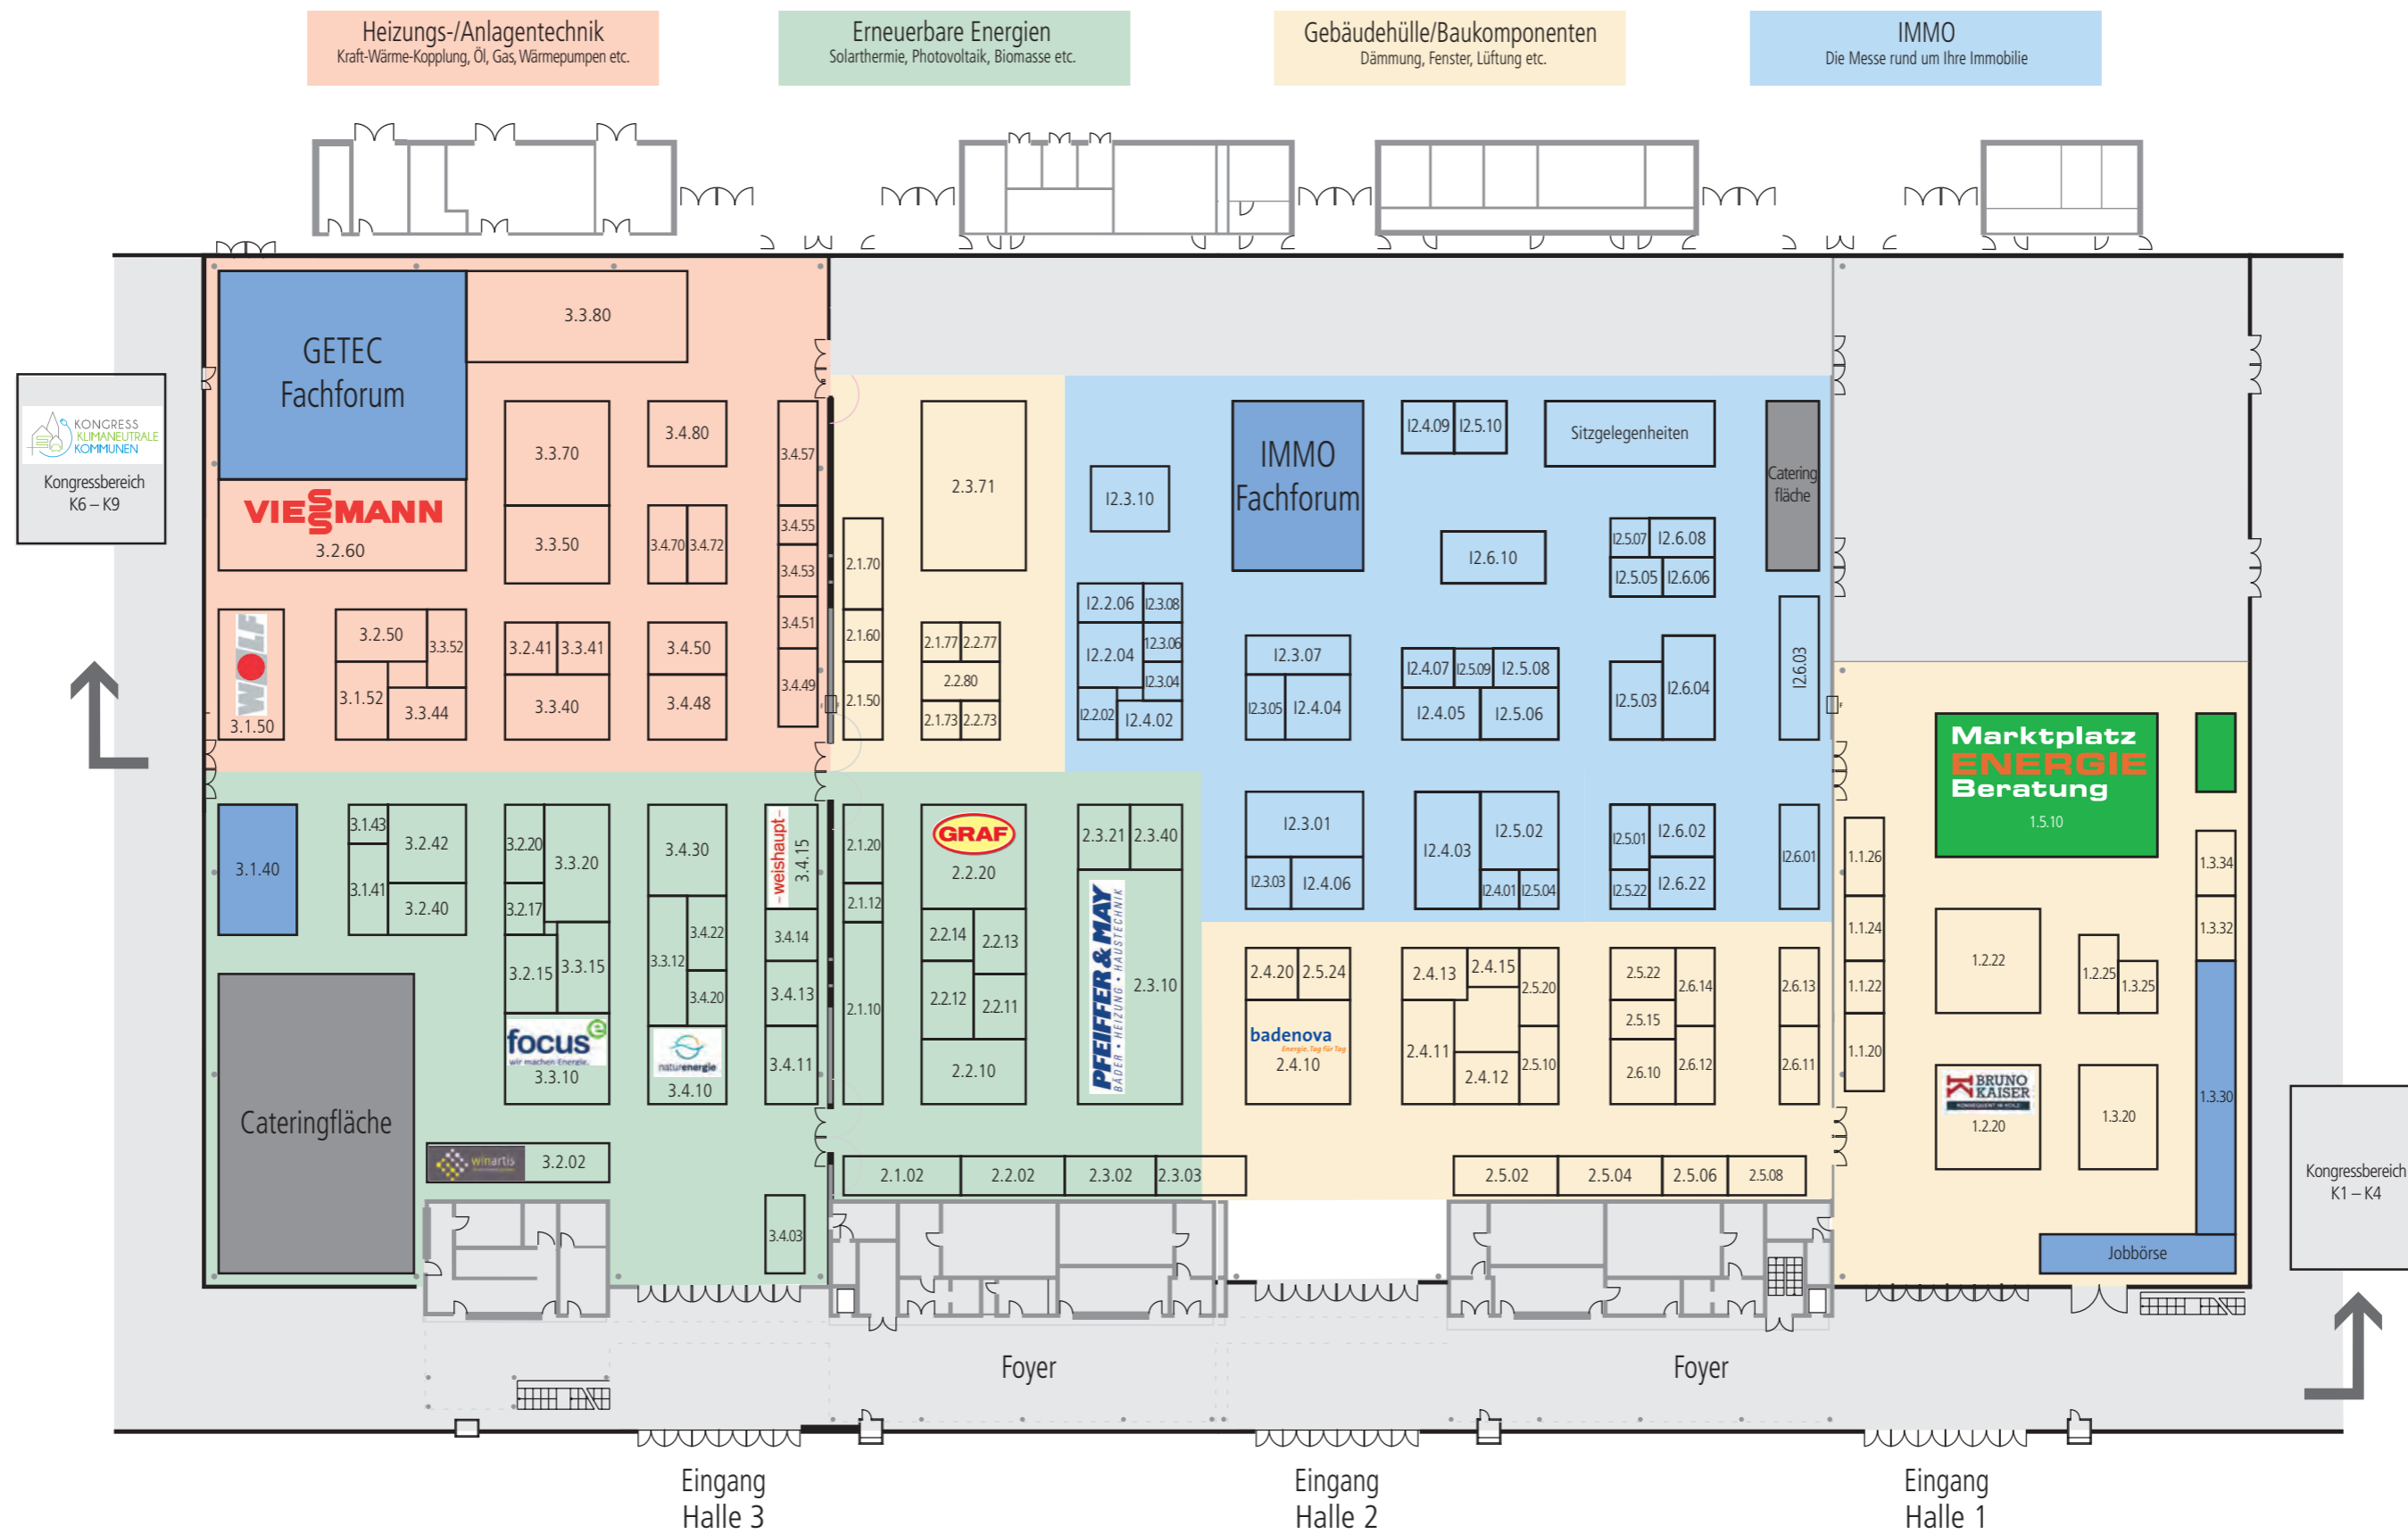 Heizungs-/Anlagentechnik
Kraft-Wärme-Kopplung, Öl, Gas, Wärmepumpen etc.
Erneuerbare Energien
Solarthermie, Photovoltaik, Biomasse etc.
Gebäudehülle/Baukomponenten
Dämmung, Fenster, Lüftung etc.
IMMO
Die Messe rund um Ihre Immobilie
KONGRESS
KLIMANEUTRALE
KOMMUNEN
Kongressbereich
K6 – K9
GETEC
Fachforum
3.3.80
VIESSMANN
3.2.60
3.3.70
3.3.50
3.4.80
3.4.70
3.4.72
3.4.57
3.4.55
3.4.53
3.4.51
3.4.49
WOLF
3.1.50
3.2.50
3.3.52
3.1.52
3.3.44
3.2.41
3.3.41
3.3.40
3.4.50
3.4.48
3.1.40
3.1.43
3.1.41
3.2.42
3.2.40
3.2.20
3.3.20
3.2.17
3.2.15
3.3.15
focus e
wir machen Energie.
3.3.10
3.4.30
3.3.12
3.4.22
3.4.20
naturenergie
3.4.10
– weishaupt –
3.4.15
3.4.14
3.4.13
3.4.11
Cateringfläche
winartis
3.2.02
3.4.03
2.3.71
2.1.70
2.1.60
2.1.50
2.1.77
2.2.77
2.2.80
2.1.73
2.2.73
2.1.20
2.1.12
2.1.10
GRAF
2.2.20
2.2.14
2.2.13
2.2.12
2.2.11
2.2.10
2.3.21
2.3.40
PFEIFFER & MAY
BÄDER • HEIZUNG • HAUSTECHNIK
2.3.10
2.1.02
2.2.02
2.3.02
2.3.03
I2.3.10
IMMO
Fachforum
I2.4.09
I2.5.10
Sitzgelegenheiten
Catering
fläche
I2.6.10
I2.5.07
I2.6.08
I2.5.05
I2.6.06
I2.2.06
I2.3.08
I2.2.04
I2.3.06
I2.3.04
I2.2.02
I2.4.02
I2.3.07
I2.3.05
I2.4.04
I2.4.07
I2.5.09
I2.5.08
I2.4.05
I2.5.06
I2.5.03
I2.6.04
I2.6.03
I2.3.01
I2.3.03
I2.4.06
I2.4.03
I2.5.02
I2.4.01
I2.5.04
I2.5.01
I2.6.02
I2.5.22
I2.6.22
I2.6.01
2.4.20
2.5.24
badenova
Energie. Tag für Tag
2.4.10
2.4.13
2.4.15
2.5.20
2.4.11
2.4.12
2.5.10
2.5.22
2.6.14
2.5.15
2.6.10
2.6.12
2.6.13
2.6.11
2.5.02
2.5.04
2.5.06
2.5.08
Marktplatz
ENERGIE
Beratung
1.5.10
1.1.26
1.1.24
1.1.22
1.1.20
1.2.22
1.2.25
1.3.25
1.3.34
1.3.32
1.3.30
BRUNO
KAISER
KONSEQUENT IN HOLZ
1.2.20
1.3.20
Jobbörse
Kongressbereich
K1 – K4
Foyer
Foyer
Eingang
Halle 3
Eingang
Halle 2
Eingang
Halle 1